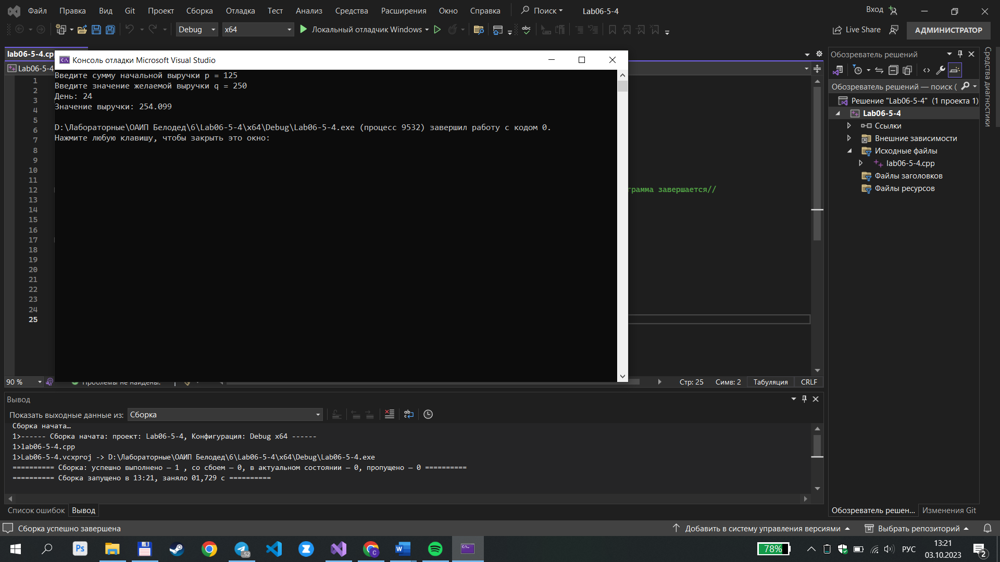 Файл Правка Вид Git Проект Сборка Отладка Тест Анализ Средства Расширения Окно Справка Поиск Lab06-5-4 Вход
Debug x64 Локальный отладчик Windows abc Live Share АДМИНИСТРАТОР
lab06-5-4.cp
Lab06-5-4
Консоль отладки Microsoft Visual Studio
Введите сумму начальной выручки p = 125
Введите значение желаемой выручки q = 250
День: 24
Значение выручки: 254.099
D:\Лабораторные\ОАИП Белодед\6\Lab06-5-4\x64\Debug\Lab06-5-4.exe (процесс 9532) завершил работу с кодом 0.
Нажмите любую клавишу, чтобы закрыть это окно:
1
2
3
4
5
6
7
8
9
10
11
12
13
14
15
16
17
18
19
20
21
22
23
24
25
грамма завершается//
90 % Проблемы не найдены. Стр: 25 Симв: 2 Табуляция CRLF
Обозреватель решений
Обозреватель решений — поиск (
Решение "Lab06-5-4" (1 проекта 1)
Lab06-5-4
Ссылки
Внешние зависимости
Исходные файлы
lab06-5-4.cpp
Файлы заголовков
Файлы ресурсов
Средства диагностики
Вывод
Показать выходные данные из: Сборка
Сборка начата…
1>------ Сборка начата: проект: Lab06-5-4, Конфигурация: Debug x64 ------
1>lab06-5-4.cpp
1>Lab06-5-4.vcxproj -> D:\Лабораторные\ОАИП Белодед\6\Lab06-5-4\x64\Debug\Lab06-5-4.exe
========== Сборка: успешно выполнено — 1 , со сбоем — 0, в актуальном состоянии — 0, пропущено — 0 ==========
========== Сборка запущено в 13:21, заняло 01,729 с ==========
Список ошибок Вывод
Обозреватель решен... Изменения Git
Сборка успешно завершена Добавить в систему управления версиями Выбрать репозиторий
Ps 52 78% РУС 13:21
03.10.2023 2